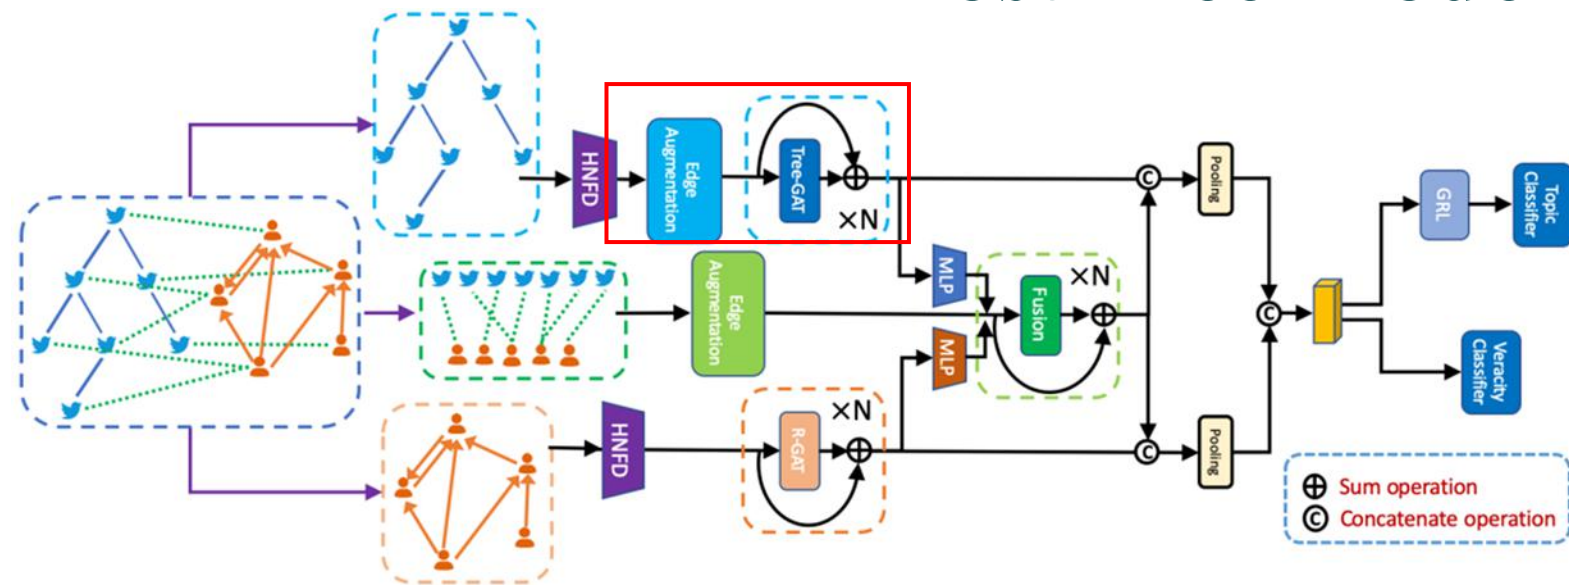 HNFD
Edge
Augmentation
Tree-GAT
×N
C
Pooling
GRL
Topic
Classifier
Edge
Augmentation
MLP
×N
Fusion
MLP
C
Veracity
Classifier
HNFD
×N
R-GAT
C
Pooling
Sum operation
C Concatenate operation